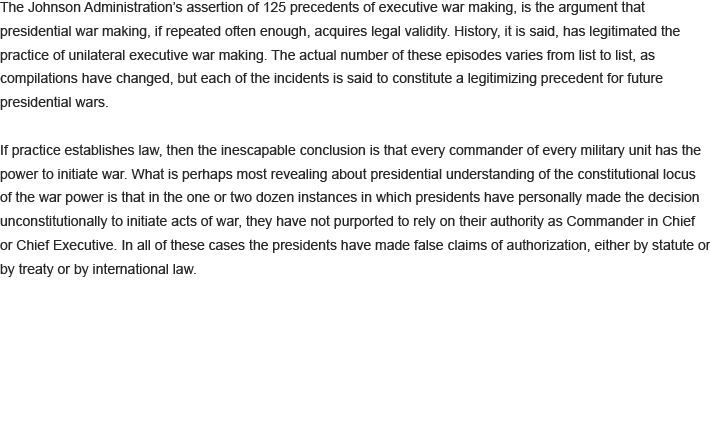 The Johnson Administration’s assertion of 125 precedents of executive war making, is the argument that
presidential war making, if repeated often enough, acquires legal validity. History, it is said, has legitimated the
practice of unilateral executive war making. The actual number of these episodes varies from list to list, as
compilations have changed, but each of the incidents is said to constitute a legitimizing precedent for future
presidential wars.
If practice establishes law, then the inescapable conclusion is that every commander of every military unit has the
power to initiate war. What is perhaps most revealing about presidential understanding of the constitutional locus
of the war power is that in the one or two dozen instances in which presidents have personally made the decision
unconstitutionally to initiate acts of war, they have not purported to rely on their authority as Commander in Chief
or Chief Executive. In all of these cases the presidents have made false claims of authorization, either by statute or
by treaty or by international law.